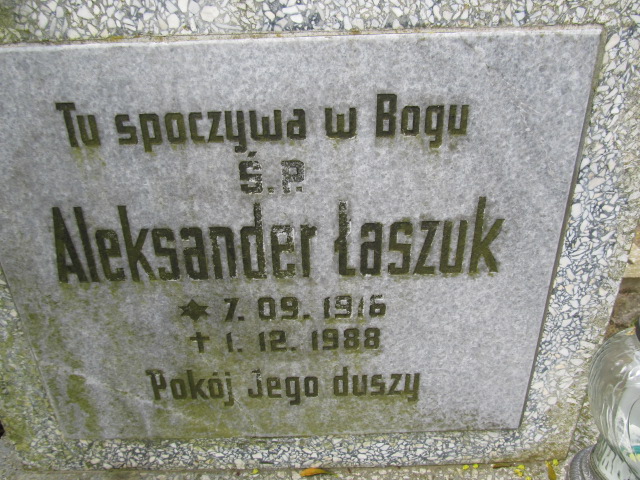 Tu spoczywa w Bogu
Ś.P.
Aleksander Łaszuk
* 7. 09. 1916
† 1. 12. 1988
Pokój Jego duszy